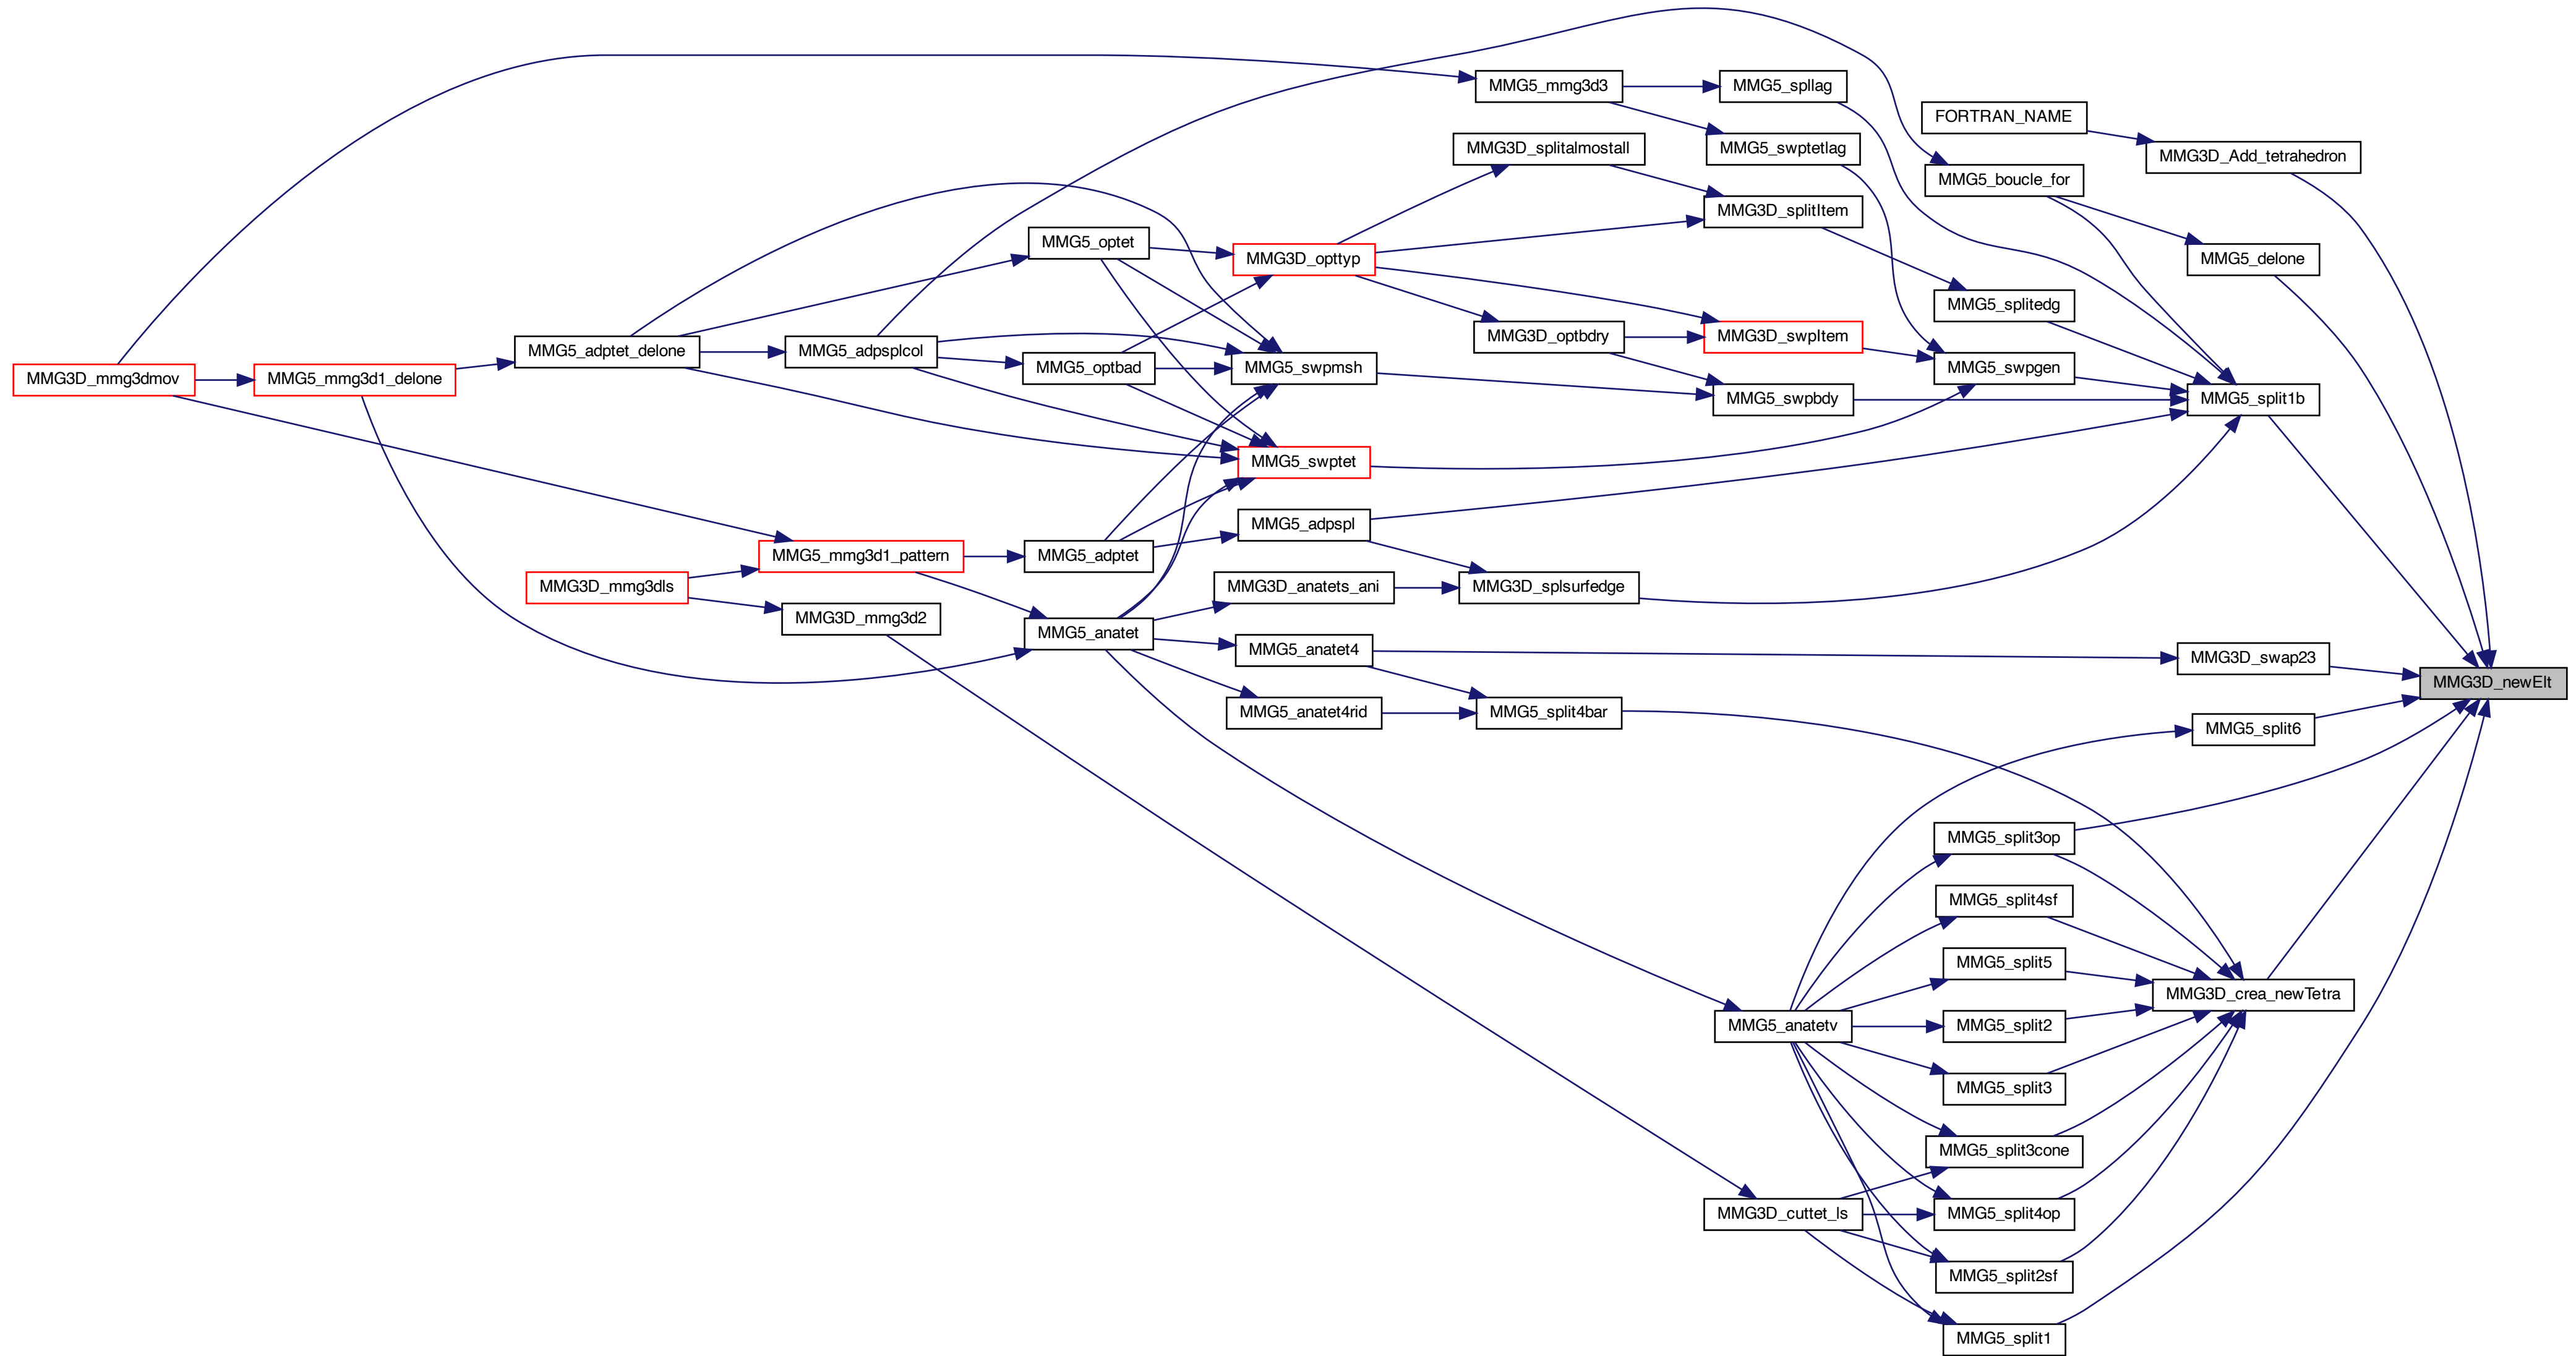 MMG5_mmg3d3
MMG5_spllag
FORTRAN_NAME
MMG3D_splitalmostall
MMG5_swptetlag
MMG3D_Add_tetrahedron
MMG5_boucle_for
MMG3D_splitItem
MMG5_optet
MMG3D_opttyp
MMG5_delone
MMG5_splitedg
MMG3D_optbdry
MMG3D_swpItem
MMG5_adptet_delone
MMG5_adpsplcol
MMG5_optbad
MMG5_swpmsh
MMG5_swpgen
MMG3D_mmg3dmov
MMG5_mmg3d1_delone
MMG5_swpbdy
MMG5_split1b
MMG5_swptet
MMG5_adpspl
MMG5_mmg3d1_pattern
MMG5_adptet
MMG3D_mmg3dls
MMG3D_anatets_ani
MMG3D_splsurfedge
MMG3D_mmg3d2
MMG5_anatet
MMG5_anatet4
MMG3D_swap23
MMG3D_newElt
MMG5_anatet4rid
MMG5_split4bar
MMG5_split6
MMG5_split3op
MMG5_split4sf
MMG5_split5
MMG3D_crea_newTetra
MMG5_anatetv
MMG5_split2
MMG5_split3
MMG5_split3cone
MMG3D_cuttet_ls
MMG5_split4op
MMG5_split2sf
MMG5_split1